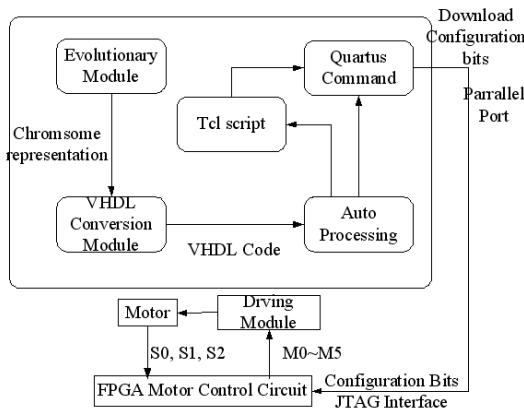 Download
Configuration
bits
Evolutionary
Module
Quartus
Command
Parrallel
Port
Tcl script
Chromsome
representation
VHDL
Conversion
Module
Auto
Processing
VHDL Code
Motor
Drving
Module
S0, S1, S2
M0~M5
FPGA Motor Control Circuit
Configuration Bits
JTAG Interface